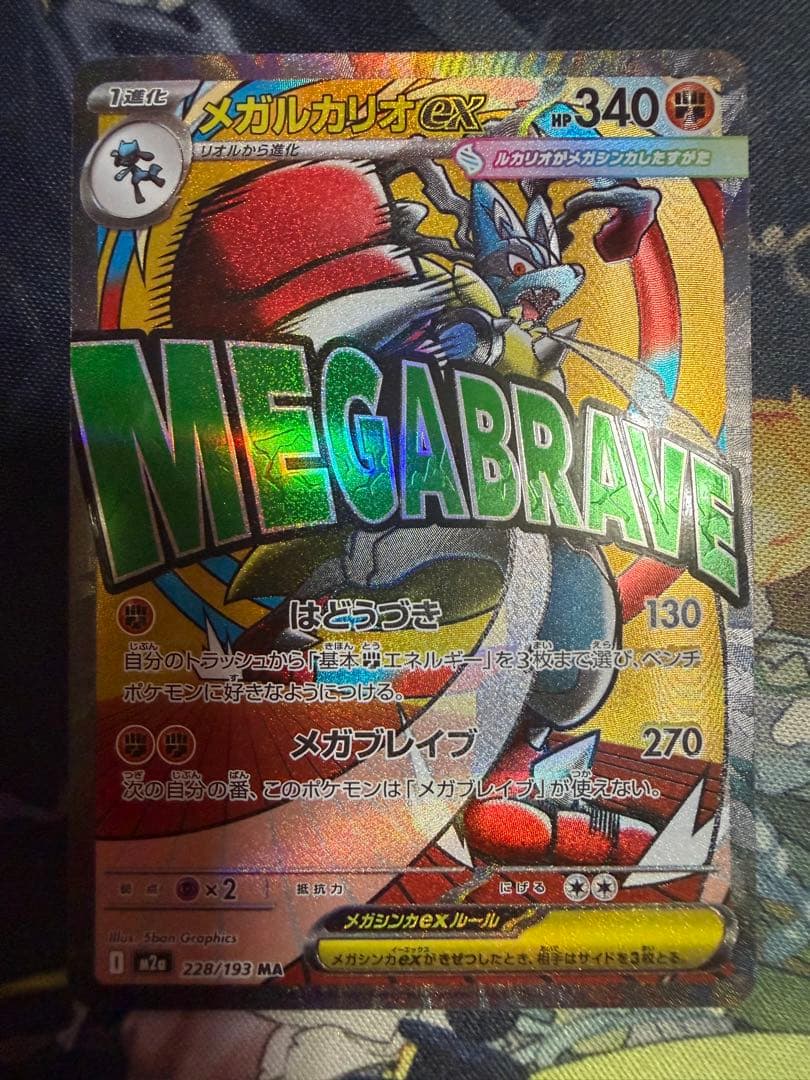 1進化
メガルカリオex
HP340
リオルから進化
ルカリオがメガシンカしたすがた
MEGABRAVE
はどうづき 130
自分のトラッシュから「基本エネルギー」を3枚まで選び、ベンチ
ポケモンに好きなようにつける。
メガブレイブ 270
次の自分の番、このポケモンは「メガブレイブ」が使えない。
弱点 ×2 抵抗力 にげる
メガシンカexルール
メガシンカexがきぜつしたとき、相手はサイドを3枚とる。
Illus. 5ban Graphics
I M2a 228/193 MA